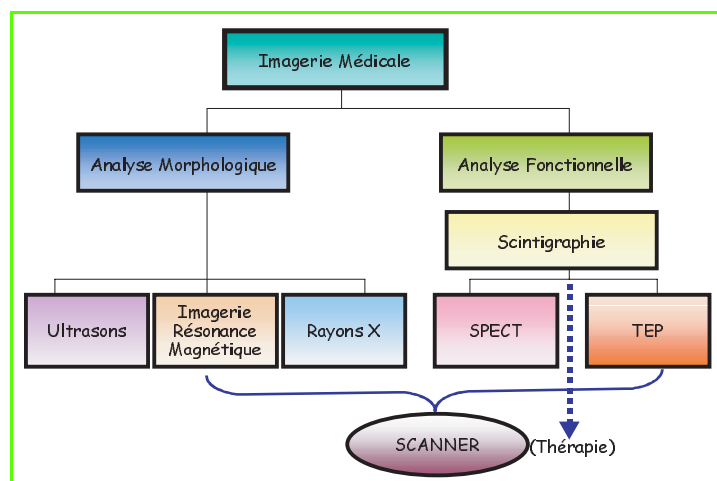 Imagerie Médicale
Analyse Morphologique
Analyse Fonctionnelle
Scintigraphie
Ultrasons
Imagerie
Résonance
Magnétique
Rayons X
SPECT
TEP
SCANNER
(Thérapie)